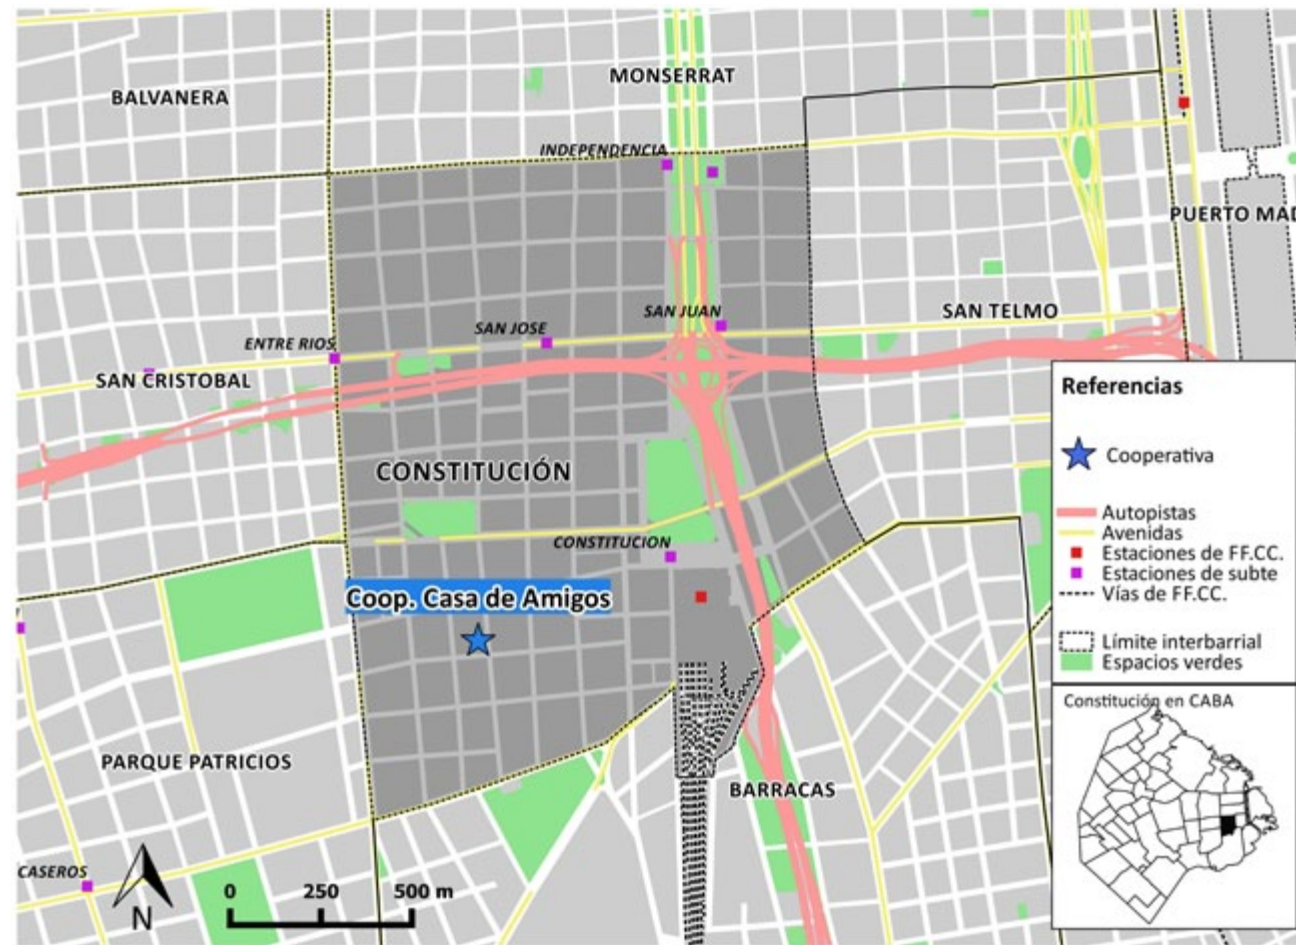 MONSERRAT
BALVANERA
INDEPENDENCIA
PUERTO MAD
SAN JUAN
SAN TELMO
SAN JOSE
ENTRE RIOS
SAN CRISTOBAL
CONSTITUCIÓN
CONSTITUCION
Coop. Casa de Amigos
PARQUE PATRICIOS
BARRACAS
CASEROS
N
0 250 500 m
Referencias
Cooperativa
Autopistas
Avenidas
Estaciones de FF.CC.
Estaciones de subte
Vías de FF.CC.
Límite interbarrial
Espacios verdes
Constitución en CABA